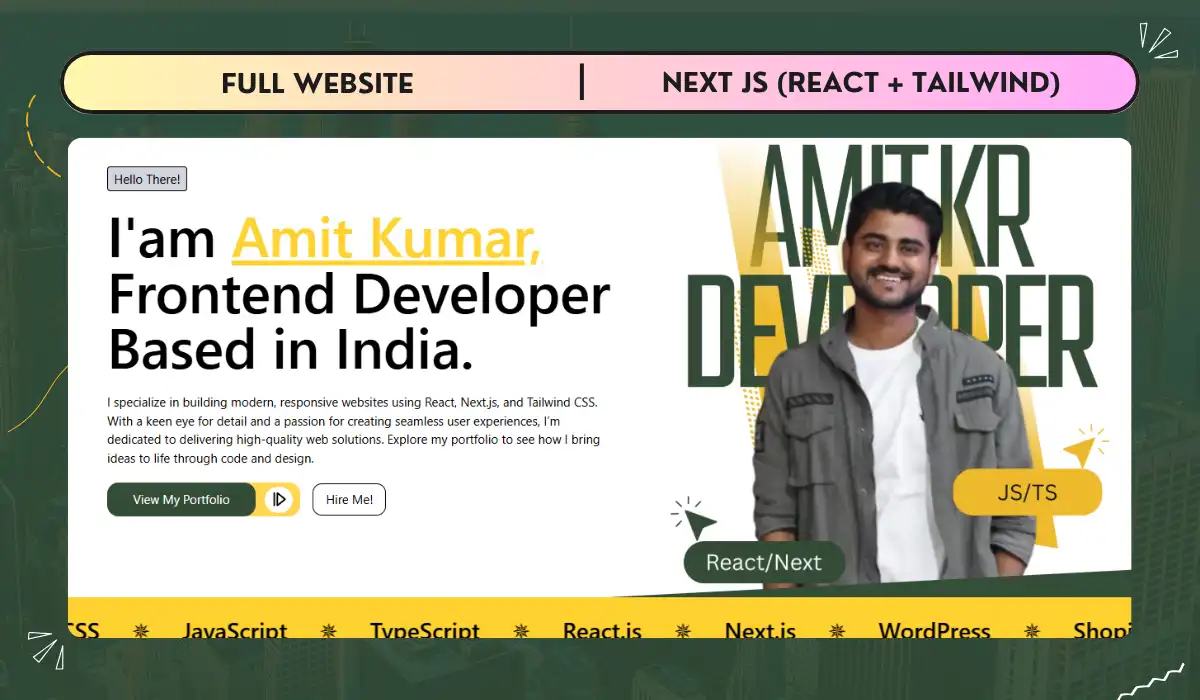 FULL WEBSITE | NEXT JS (REACT + TAILWIND)
Hello There!
I'am Amit Kumar,
Frontend Developer
Based in India.
I specialize in building modern, responsive websites using React, Next.js, and Tailwind CSS.
With a keen eye for detail and a passion for creating seamless user experiences, I'm
dedicated to delivering high-quality web solutions. Explore my portfolio to see how I bring
ideas to life through code and design.
View My Portfolio
Hire Me!
AMIT KR
DEVELOPER
JS/TS
React/Next
CSS JavaScript TypeScript React.js Next.js WordPress Shopi